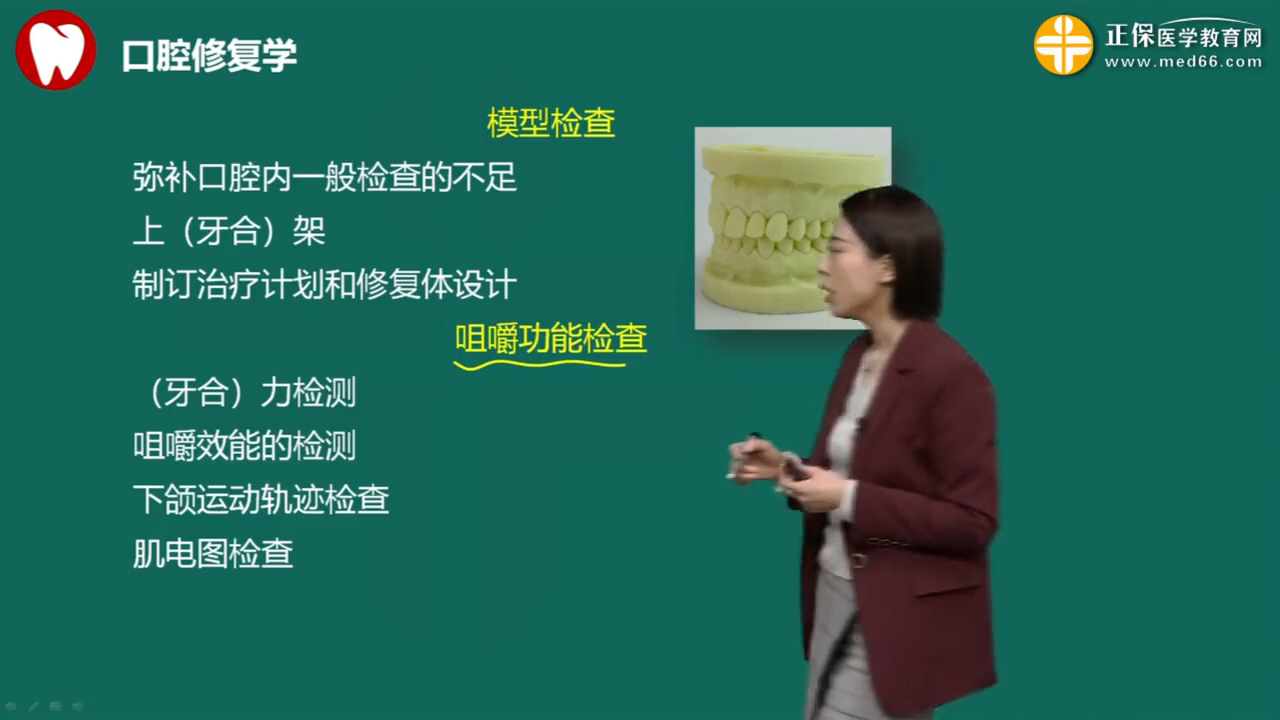 口腔修复学
正保医学教育网
www.med66.com
模型检查
弥补口腔内一般检查的不足
上（牙合）架
制订治疗计划和修复体设计
咀嚼功能检查
（牙合）力检测
咀嚼效能的检测
下颌运动轨迹检查
肌电图检查